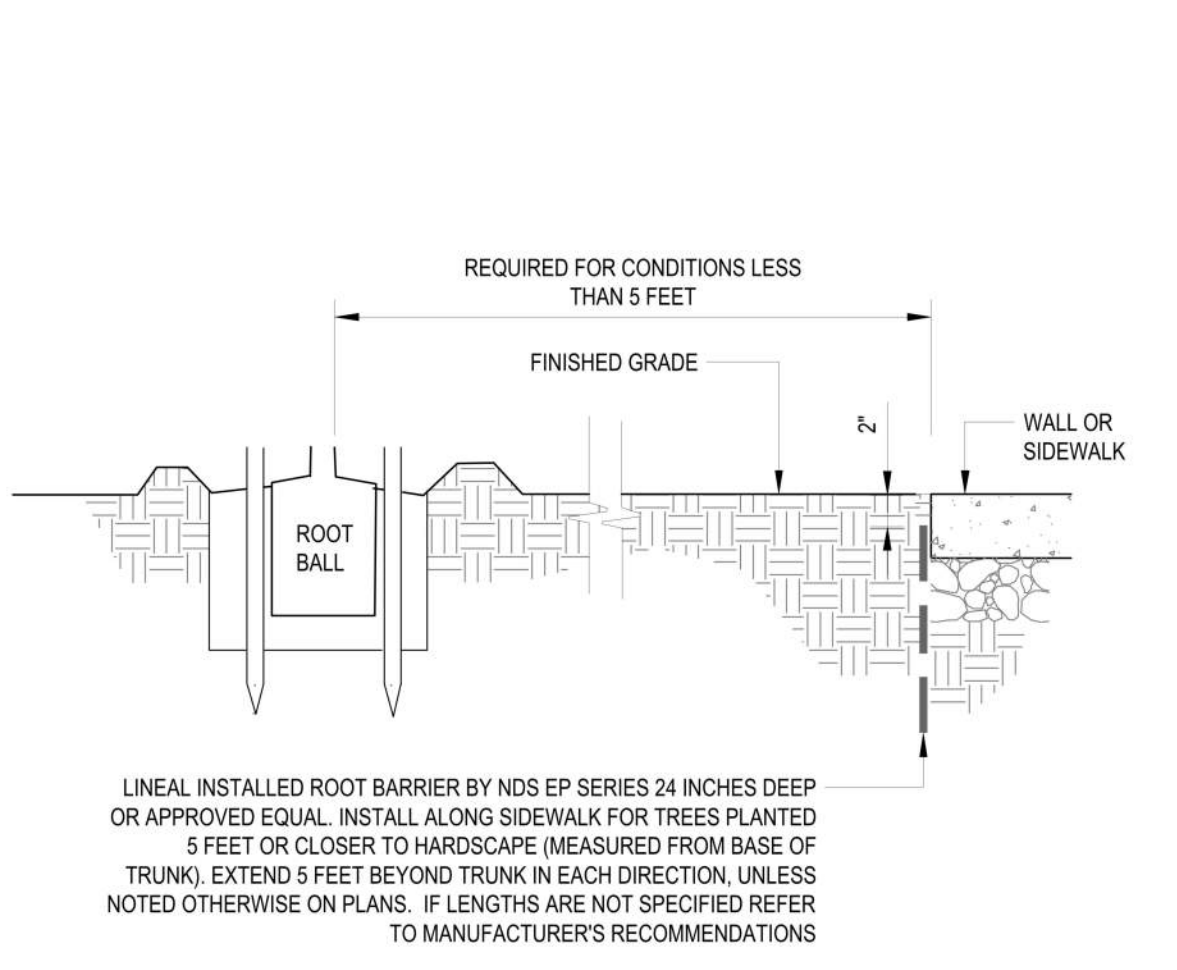 REQUIRED FOR CONDITIONS LESS
THAN 5 FEET
FINISHED GRADE
2"
WALL OR
SIDEWALK
ROOT
BALL
LINEAL INSTALLED ROOT BARRIER BY NDS EP SERIES 24 INCHES DEEP
OR APPROVED EQUAL. INSTALL ALONG SIDEWALK FOR TREES PLANTED
5 FEET OR CLOSER TO HARDSCAPE (MEASURED FROM BASE OF
TRUNK). EXTEND 5 FEET BEYOND TRUNK IN EACH DIRECTION, UNLESS
NOTED OTHERWISE ON PLANS. IF LENGTHS ARE NOT SPECIFIED REFER
TO MANUFACTURER'S RECOMMENDATIONS